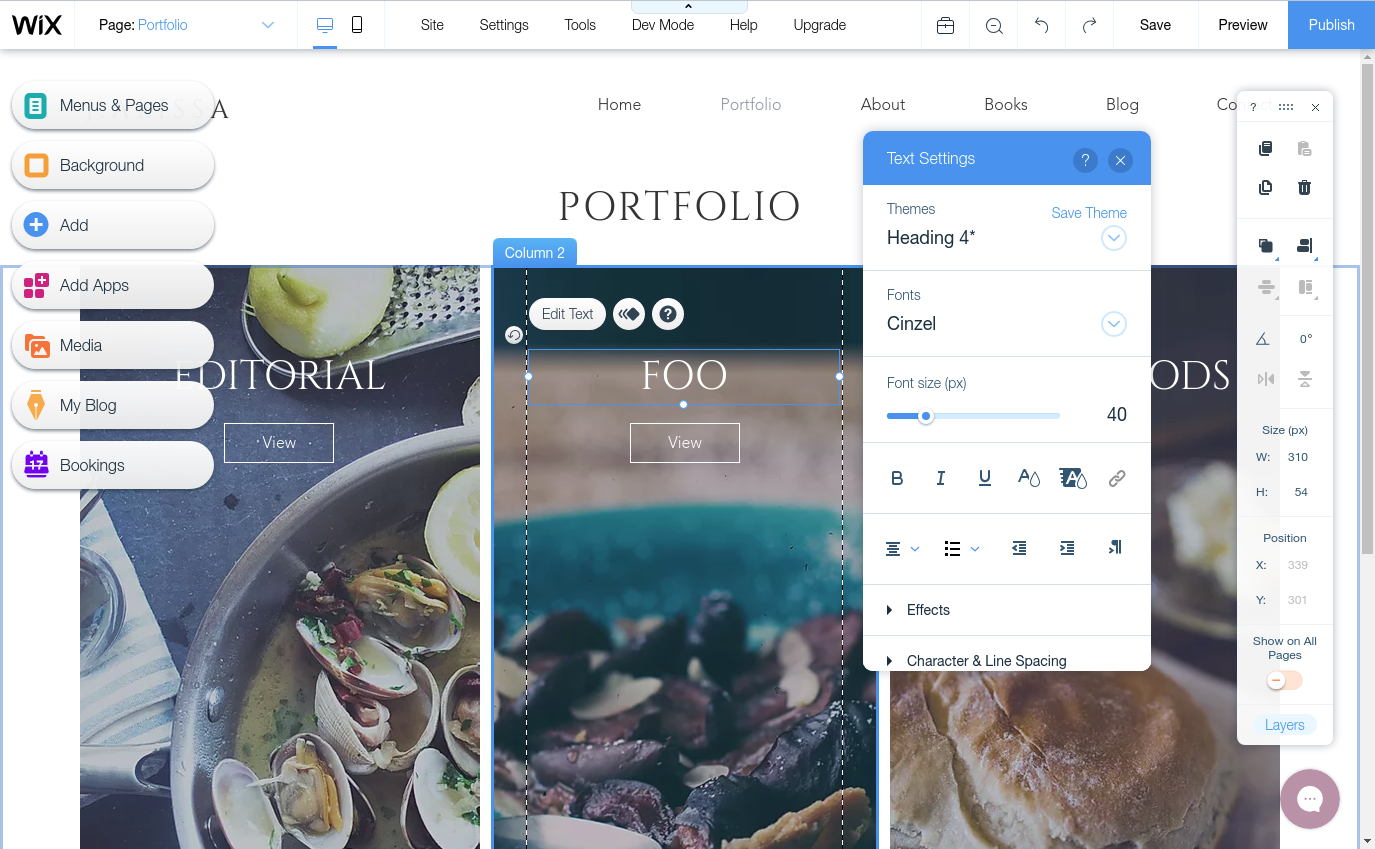 WiX
Page: Portfolio
Site
Settings
Tools
Dev Mode
Help
Upgrade
Save
Preview
Publish
Menus & Pages
SSA
Home
Portfolio
About
Books
Blog
Background
Add
Add Apps
Media
My Blog
Bookings
17
PORTFOLIO
Column 2
Edit Text
?
EDITORIAL
View
FOO
View
ODS
Text Settings
?
Themes
Save Theme
Heading 4*
Fonts
Cinzel
Font size (px)
40
B
I
U
A
A
Effects
Character & Line Spacing
?
0°
Size (px)
W: 310
H: 54
Position
X: 339
Y: 301
Show on All
Pages
Layers